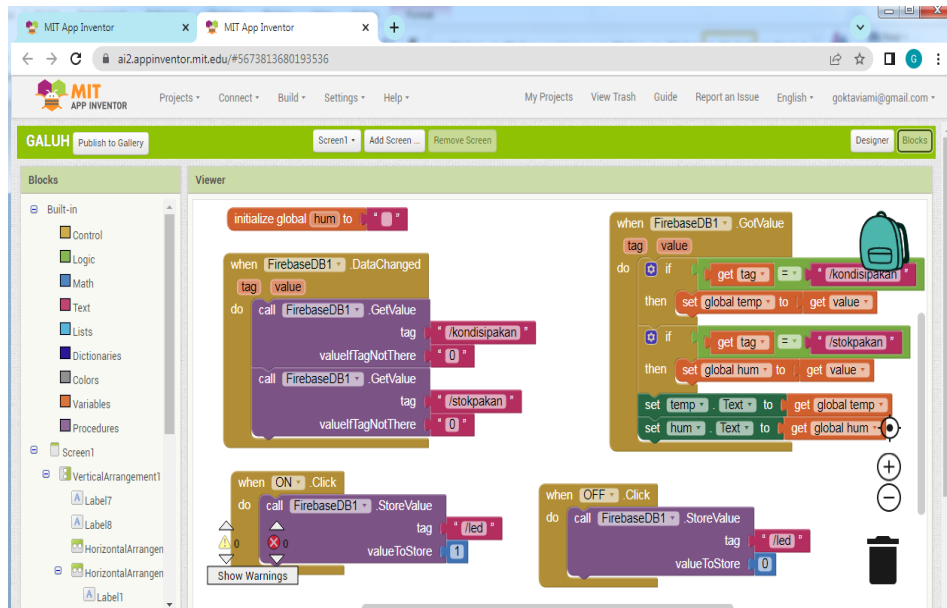 MIT App Inventor
MIT App Inventor
ai2.appinventor.mit.edu/#5673813680193536
G
MIT
APP INVENTOR
Projects
Connect
Build
Settings
Help
My Projects
View Trash
Guide
Report an Issue
English
goktaviami@gmail.com
GALUH
Publish to Gallery
Screen1
Add Screen ...
Remove Screen
Designer
Blocks
Blocks
Viewer
Built-in
Control
Logic
Math
Text
Lists
Dictionaries
Colors
Variables
Procedures
Screen1
VerticalArrangement1
Label7
Label8
HorizontalArrangen
HorizontalArrangen
Label1
initialize global hum to " "
when FirebaseDB1 .DataChanged
tag value
do call FirebaseDB1 .GetValue
tag " /kondisipakan "
valueIfTagNotThere " 0 "
call FirebaseDB1 .GetValue
tag " /stokpakan "
valueIfTagNotThere " 0 "
when FirebaseDB1 .GotValue
tag value
do if get tag = " /kondisipakan "
then set global temp to get value
if get tag = " /stokpakan "
then set global hum to get value
set temp . Text to get global temp
set hum . Text to get global hum
when ON .Click
do call FirebaseDB1 .StoreValue
tag " /led "
valueToStore 1
0 0
Show Warnings
when OFF .Click
do call FirebaseDB1 .StoreValue
tag " /led "
valueToStore 0